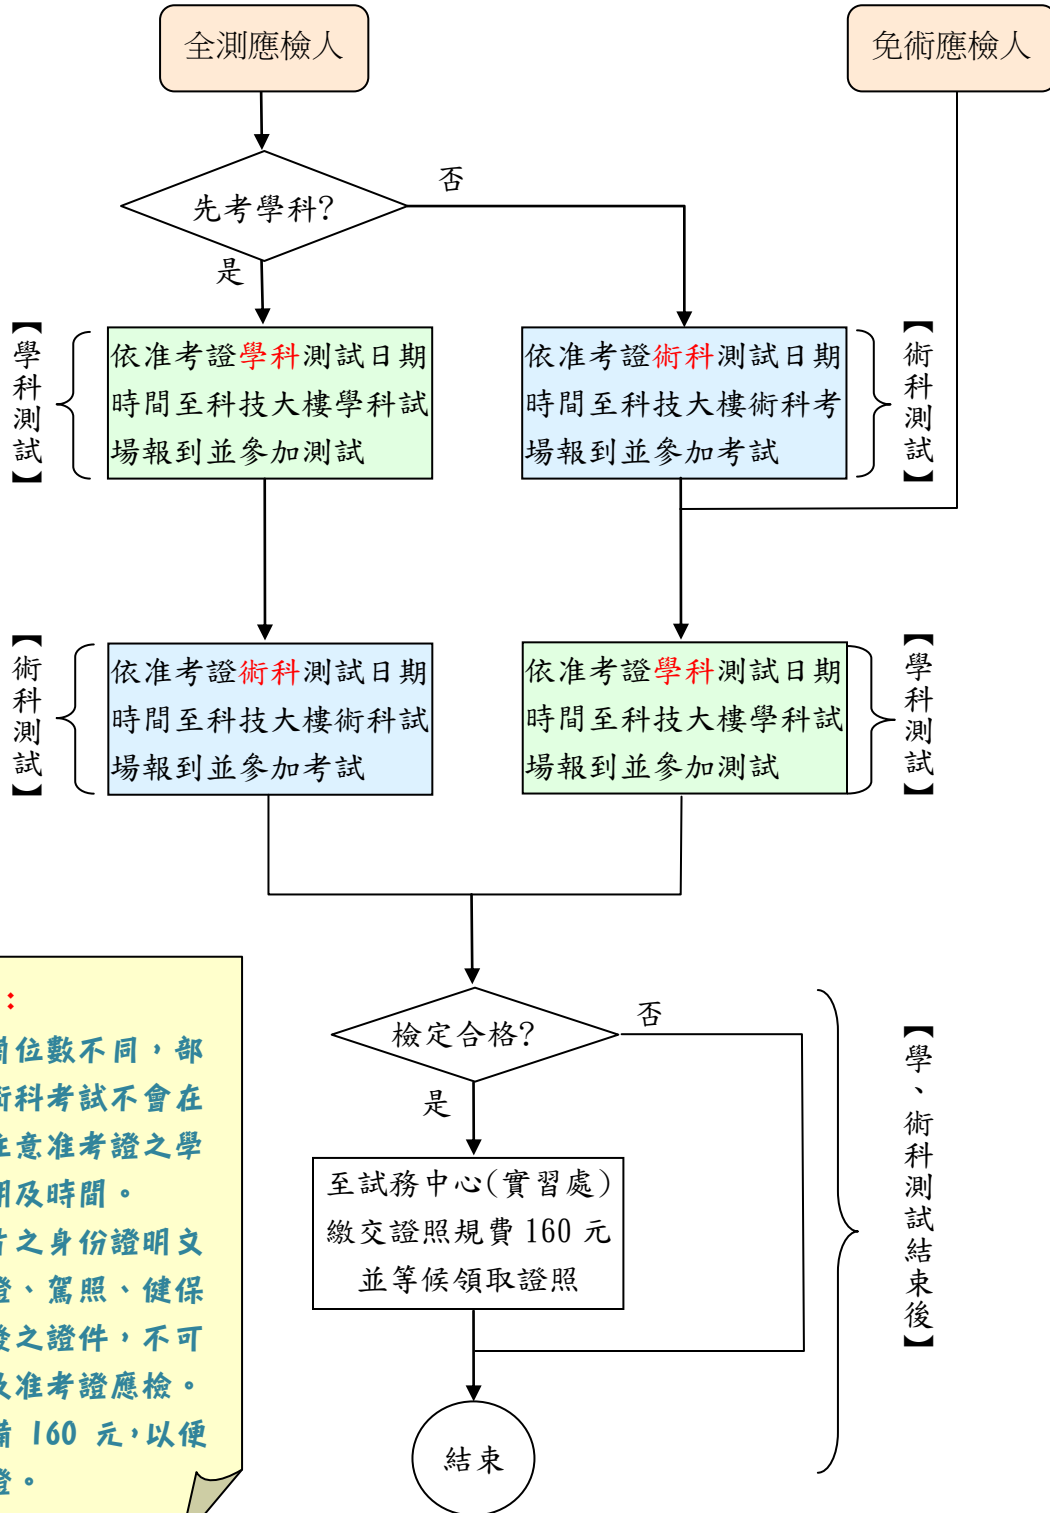 全測應檢人
免術應檢人
先考學科?
否
是
【學科測試】
依准考證學科測試日期
時間至科技大樓學科試
場報到並參加測試
依准考證術科測試日期
時間至科技大樓術科考
場報到並參加考試
【術科測試】
【術科測試】
依准考證術科測試日期
時間至科技大樓術科試
場報到並參加考試
依准考證學科測試日期
時間至科技大樓學科試
場報到並參加測試
【學科測試】
檢定合格?
否
是
至試務中心(實習處)
繳交證照規費 160 元
並等候領取證照
結束
【學、術科測試結束後】
:
位數不同，部
術科考試不會在
注意准考證之學
期及時間。
片之身份證明文
證、駕照、健保
發之證件，不可
及准考證應檢。
備 160 元，以便
證。